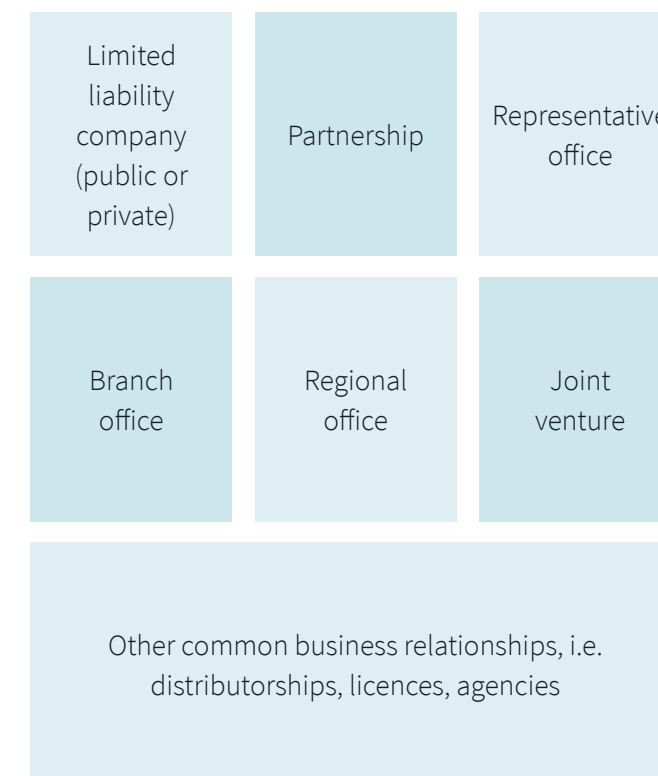 Limited
liability
company
(public or
private)
Partnership
Representative
office
Branch
office
Regional
office
Joint
venture
Other common business relationships, i.e.
distributorships, licences, agencies